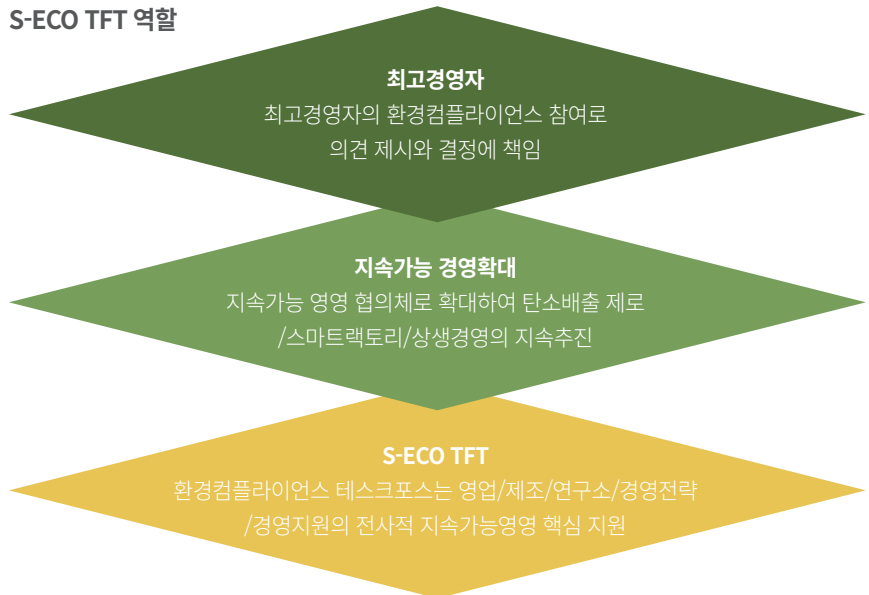 S-ECO TFT 역할
최고경영자
최고경영자의 환경컴플라이언스 참여로
의견 제시와 결정에 책임
지속가능 경영확대
지속가능 영영 협의체로 확대하여 탄소배출 제로
/스마트랙토리/상생경영의 지속추진
S-ECO TFT
환경컴플라이언스 테스크포스는 영업/제조/연구소/경영전략
/경영지원의 전사적 지속가능영영 핵심 지원